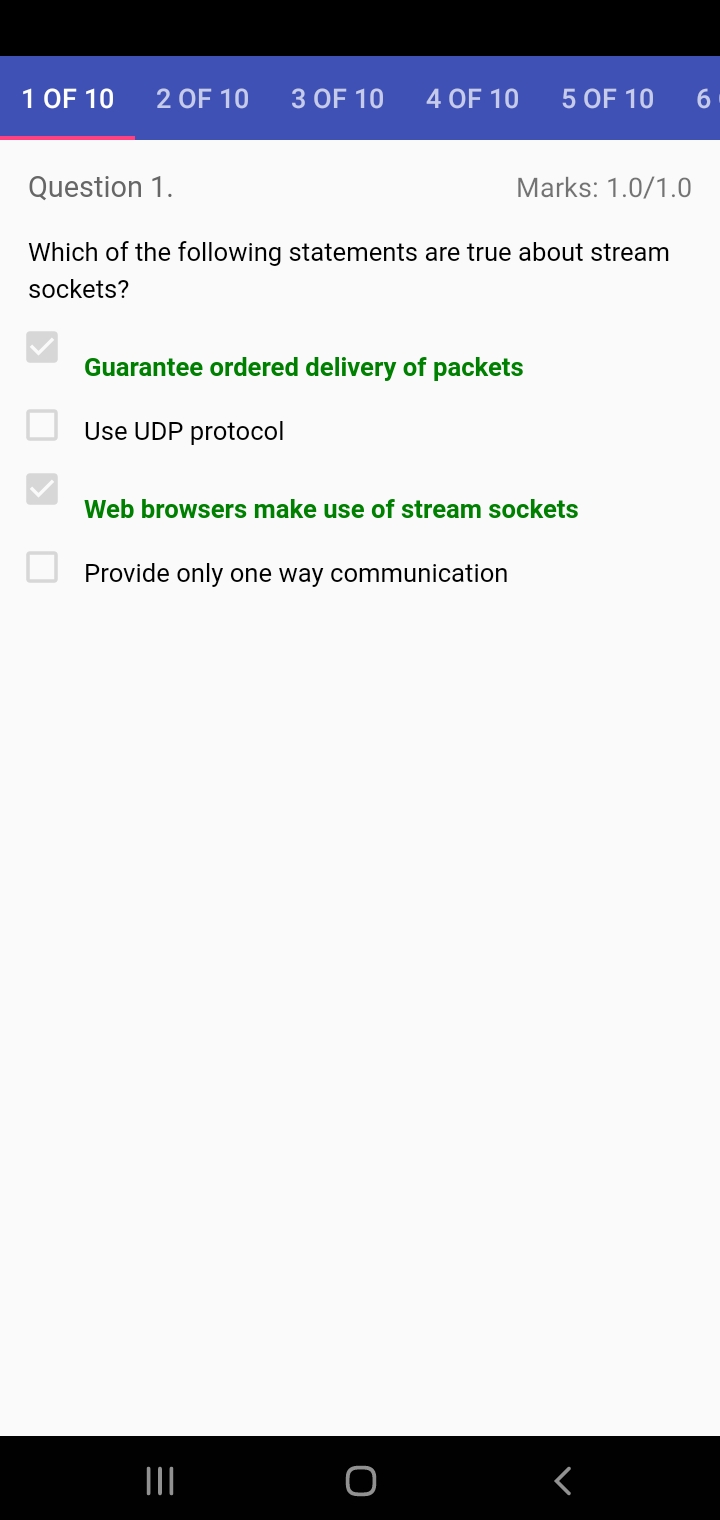 1 OF 10 2 OF 10 3 OF 10 4 OF 10 5 OF 10 6
Question 1. Marks: 1.0/1.0
Which of the following statements are true about stream
sockets?
Guarantee ordered delivery of packets
Use UDP protocol
Web browsers make use of stream sockets
Provide only one way communication